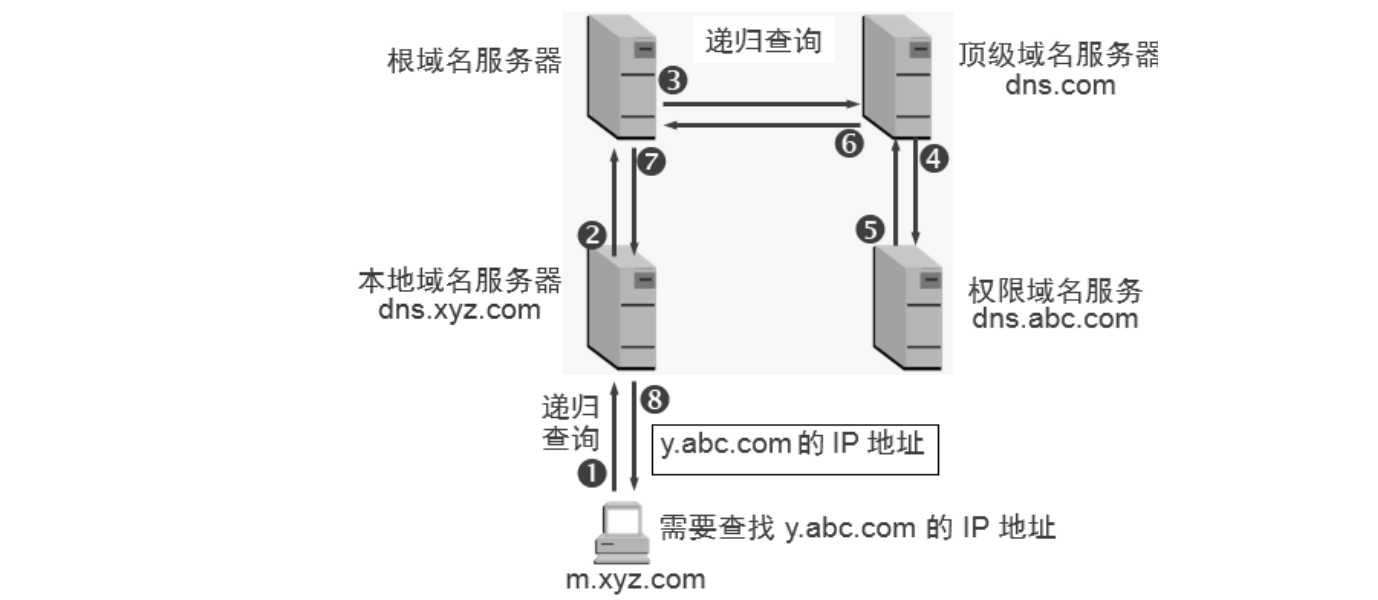 根域名服务器
递归查询
顶级域名服务器
dns.com
❸
❻
❼
❹
❷
❺
本地域名服务器
dns.xyz.com
权限域名服务
dns.abc.com
递归
查询
❶
❽
y.abc.com 的 IP 地址
需要查找 y.abc.com 的 IP 地址
m.xyz.com